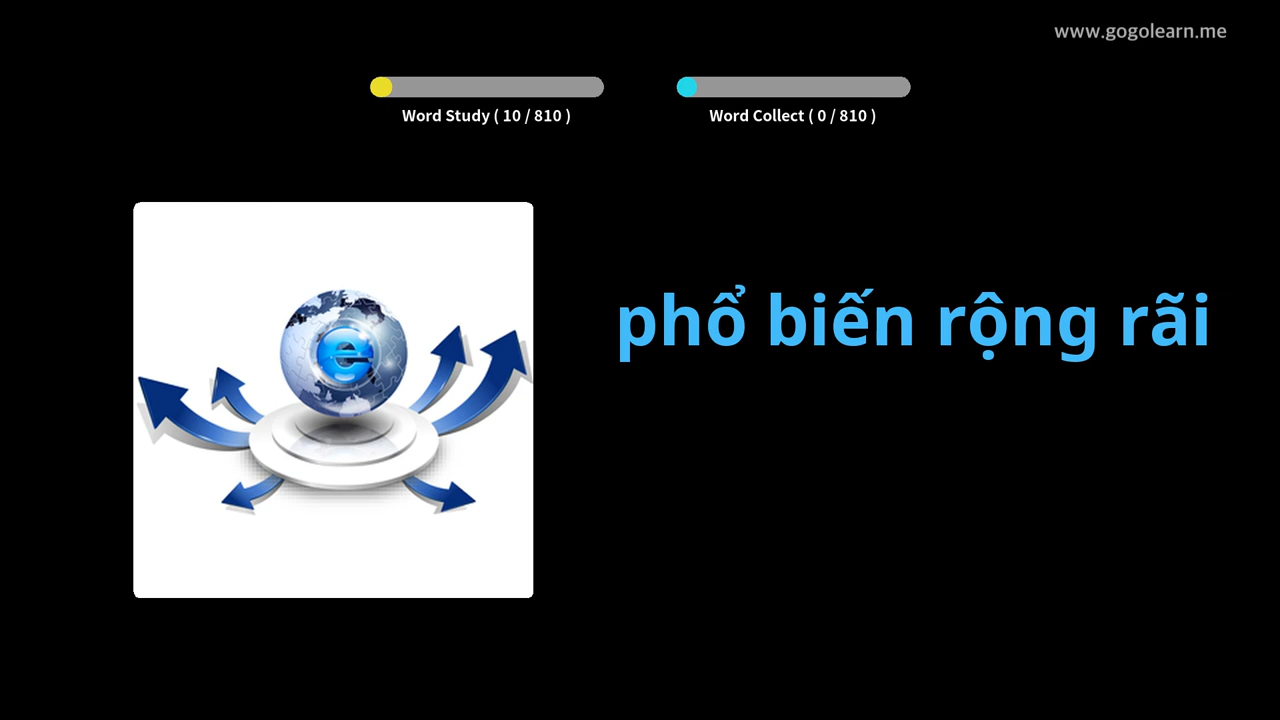 www.gogolearn.me
Word Study ( 10 / 810 )
Word Collect ( 0 / 810 )
e
phổ biến rộng rãi